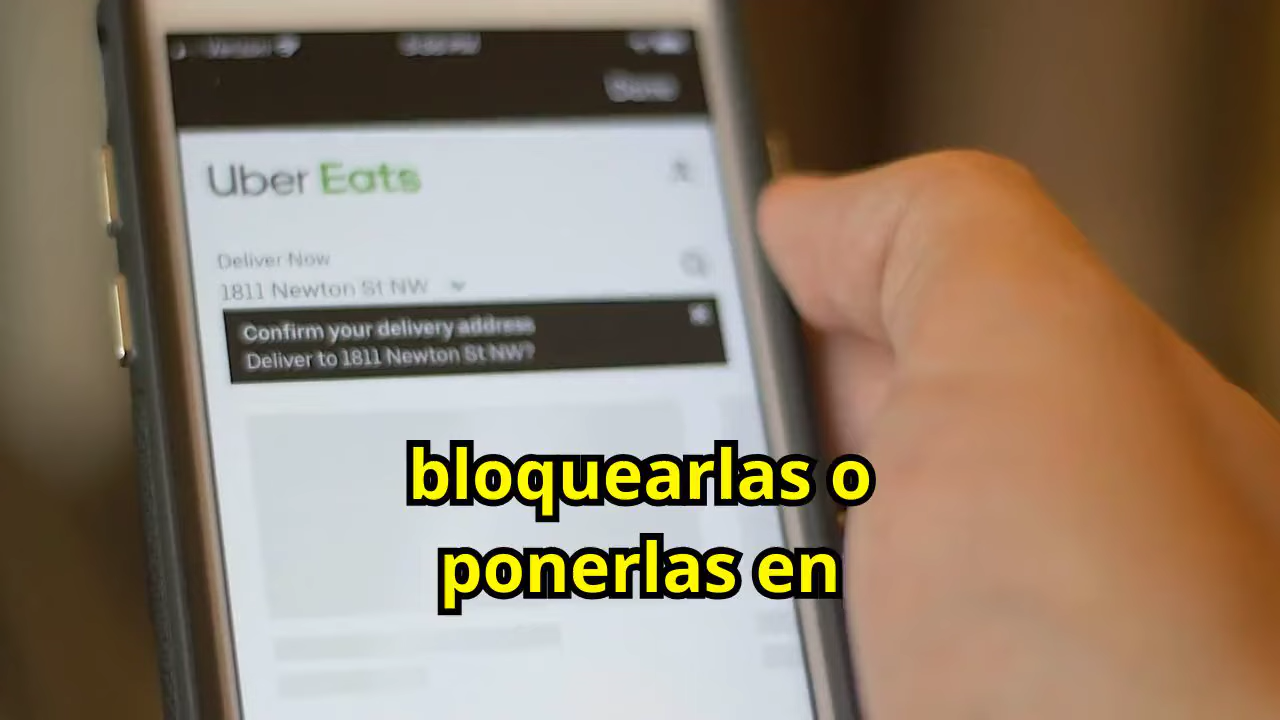 Uber Eats
Deliver Now
1811 Newton St NW
Confirm your delivery address
Deliver to 1811 Newton St NW?
bloquearlas o
ponerlas en